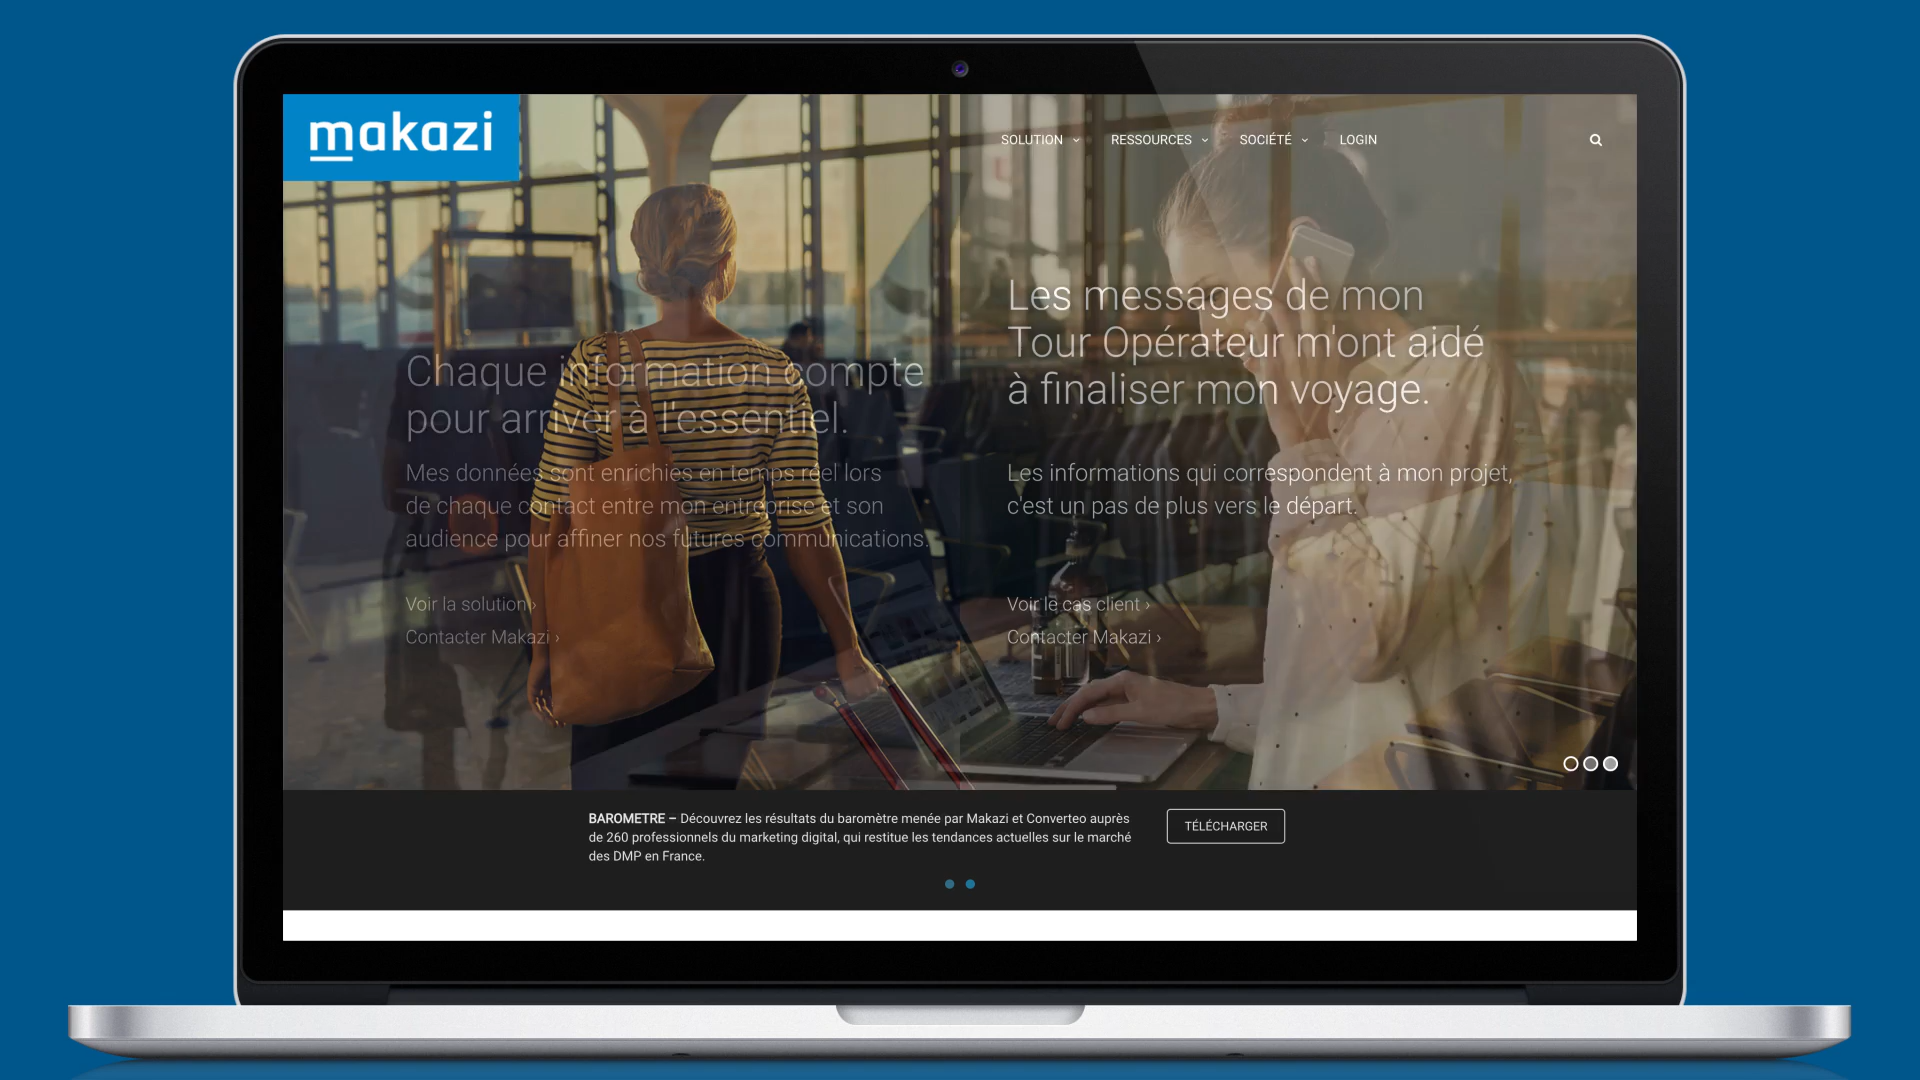 makazi
SOLUTION
RESSOURCES
SOCIÉTÉ
LOGIN
Chaque information compte
pour arriver à l'essentiel.
Mes données sont enrichies en temps réel lors
de chaque contact entre mon entreprise et son
audience pour affiner nos futures communications.
Voir la solution ›
Contacter Makazi ›
Les messages de mon
Tour Opérateur m'ont aidé
à finaliser mon voyage.
Les informations qui correspondent à mon projet,
c'est un pas de plus vers le départ.
Voir le cas client ›
Contacter Makazi ›
BAROMETRE – Découvrez les résultats du baromètre menée par Makazi et Converteo auprès
de 260 professionnels du marketing digital, qui restitue les tendances actuelles sur le marché
des DMP en France.
TÉLÉCHARGER